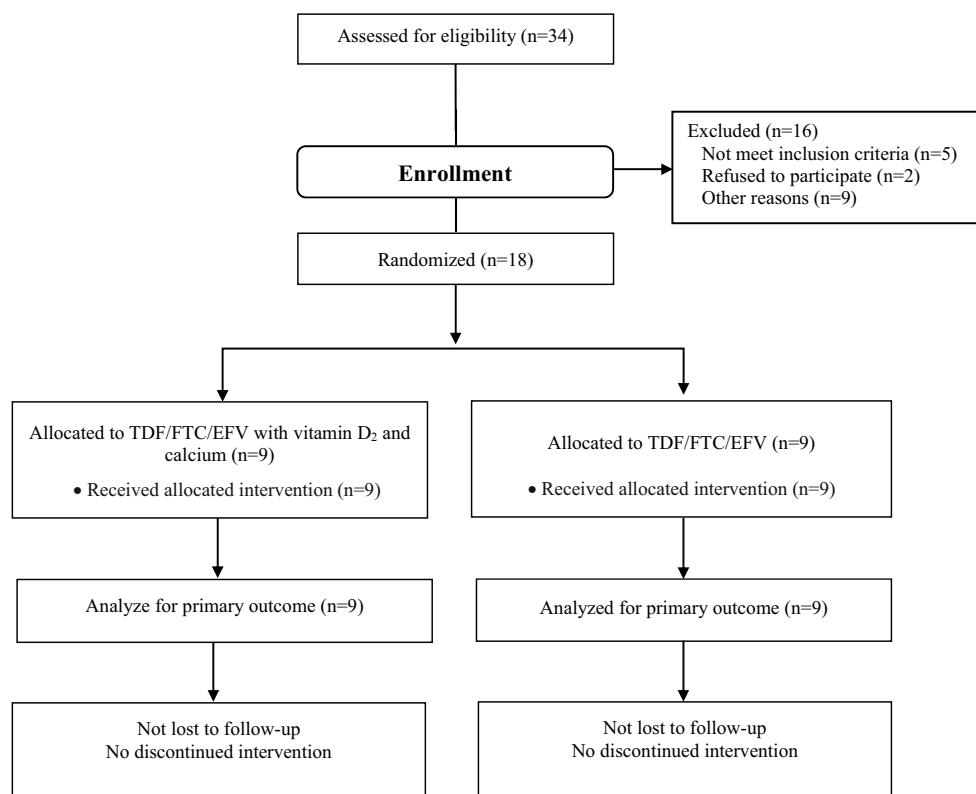 Assessed for eligibility (n=34)
Excluded (n=16)
Not meet inclusion criteria (n=5)
Refused to participate (n=2)
Other reasons (n=9)
Enrollment
Randomized (n=18)
Allocated to TDF/FTC/EFV with vitamin D₂ and
calcium (n=9)
• Received allocated intervention (n=9)
Allocated to TDF/FTC/EFV (n=9)
• Received allocated intervention (n=9)
Analyze for primary outcome (n=9)
Analyzed for primary outcome (n=9)
Not lost to follow-up
No discontinued intervention
Not lost to follow-up
No discontinued intervention